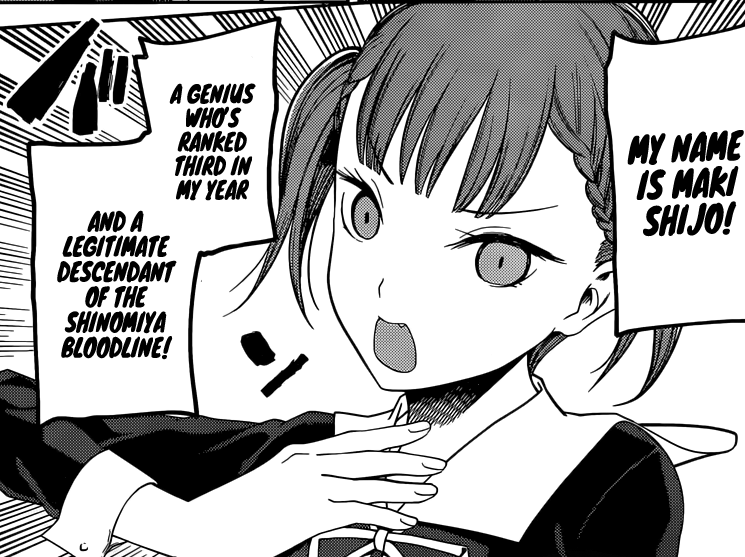 MY NAME
IS MAKI
SHIJO!
A GENIUS
WHO'S
RANKED
THIRD IN
MY YEAR
AND A
LEGITIMATE
DESCENDANT
OF THE
SHINOMIYA
BLOODLINE!